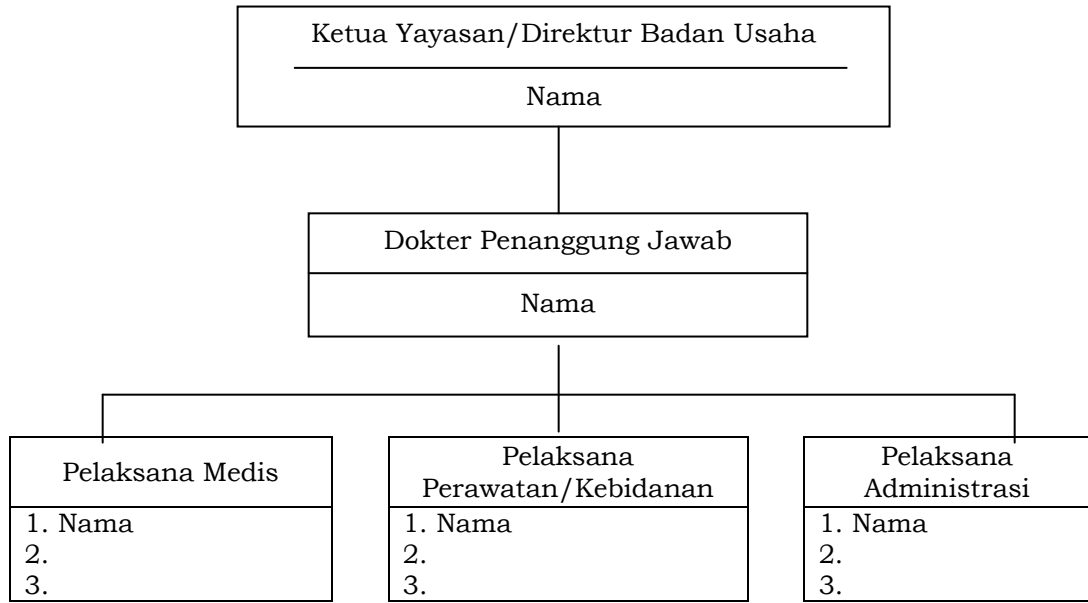 Ketua Yayasan/Direktur Badan Usaha
Nama
Dokter Penanggung Jawab
Nama
Pelaksana Medis
1. Nama
2.
3.
Pelaksana
Perawatan/Kebidanan
1. Nama
2.
3.
Pelaksana
Administrasi
1. Nama
2.
3.